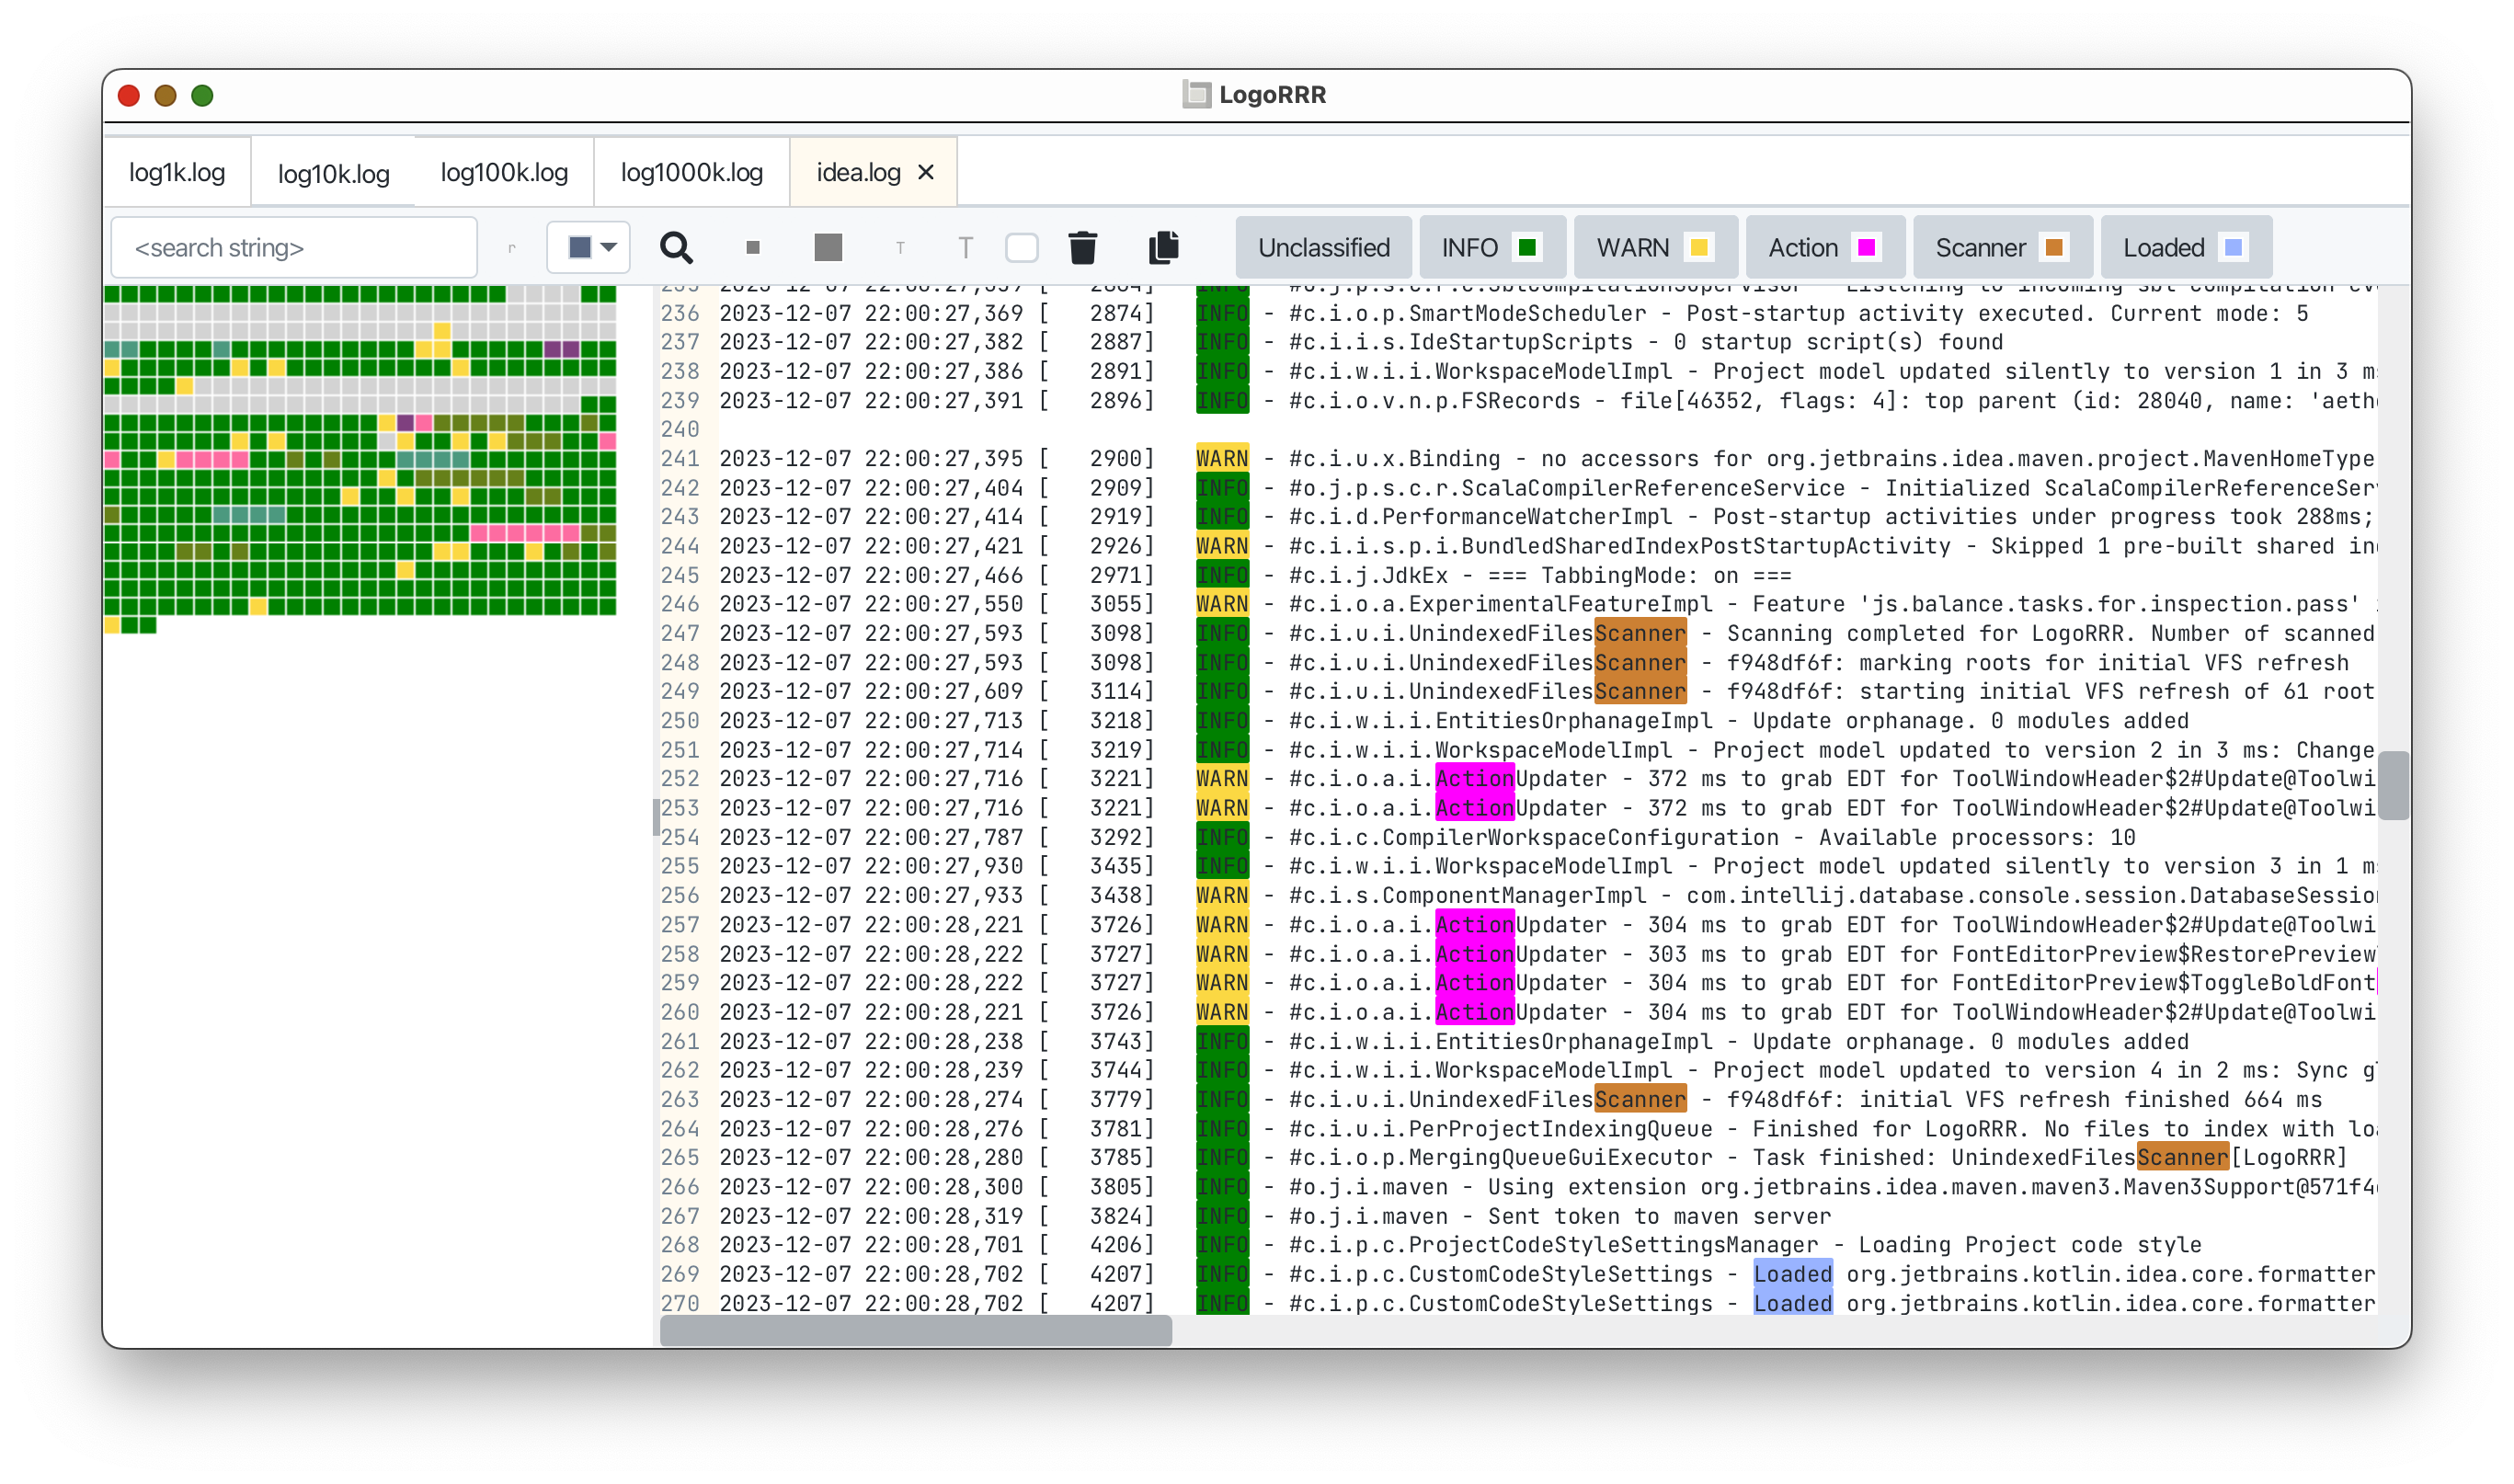 LogoRRR
log1k.log log10k.log log100k.log log1000k.log idea.log ✕
<search string> r T T Unclassified INFO WARN Action Scanner Loaded
236 2023-12-07 22:00:27,369 [ 2874] INFO - #c.i.o.p.SmartModeScheduler - Post-startup activity executed. Current mode: 5
237 2023-12-07 22:00:27,382 [ 2887] INFO - #c.i.i.s.IdeStartupScripts - 0 startup script(s) found
238 2023-12-07 22:00:27,386 [ 2891] INFO - #c.i.w.i.i.WorkspaceModelImpl - Project model updated silently to version 1 in 3 m
239 2023-12-07 22:00:27,391 [ 2896] INFO - #c.i.o.v.n.p.FSRecords - file[46352, flags: 4]: top parent (id: 28040, name: 'aeth
240
241 2023-12-07 22:00:27,395 [ 2900] WARN - #c.i.u.x.Binding - no accessors for org.jetbrains.idea.maven.project.MavenHomeType
242 2023-12-07 22:00:27,404 [ 2909] INFO - #o.j.p.s.c.r.ScalaCompilerReferenceService - Initialized ScalaCompilerReferenceSer
243 2023-12-07 22:00:27,414 [ 2919] INFO - #c.i.d.PerformanceWatcherImpl - Post-startup activities under progress took 288ms;
244 2023-12-07 22:00:27,421 [ 2926] WARN - #c.i.i.s.p.i.BundledSharedIndexPostStartupActivity - Skipped 1 pre-built shared in
245 2023-12-07 22:00:27,466 [ 2971] INFO - #c.i.j.JdkEx - === TabbingMode: on ===
246 2023-12-07 22:00:27,550 [ 3055] WARN - #c.i.o.a.ExperimentalFeatureImpl - Feature 'js.balance.tasks.for.inspection.pass'
247 2023-12-07 22:00:27,593 [ 3098] INFO - #c.i.u.i.UnindexedFilesScanner - Scanning completed for LogoRRR. Number of scanned
248 2023-12-07 22:00:27,593 [ 3098] INFO - #c.i.u.i.UnindexedFilesScanner - f948df6f: marking roots for initial VFS refresh
249 2023-12-07 22:00:27,609 [ 3114] INFO - #c.i.u.i.UnindexedFilesScanner - f948df6f: starting initial VFS refresh of 61 root
250 2023-12-07 22:00:27,713 [ 3218] INFO - #c.i.w.i.i.EntitiesOrphanageImpl - Update orphanage. 0 modules added
251 2023-12-07 22:00:27,714 [ 3219] INFO - #c.i.w.i.i.WorkspaceModelImpl - Project model updated to version 2 in 3 ms: Change
252 2023-12-07 22:00:27,716 [ 3221] WARN - #c.i.o.a.i.ActionUpdater - 372 ms to grab EDT for ToolWindowHeader$2#Update@Toolwi
253 2023-12-07 22:00:27,716 [ 3221] WARN - #c.i.o.a.i.ActionUpdater - 372 ms to grab EDT for ToolWindowHeader$2#Update@Toolwi
254 2023-12-07 22:00:27,787 [ 3292] INFO - #c.i.c.CompilerWorkspaceConfiguration - Available processors: 10
255 2023-12-07 22:00:27,930 [ 3435] INFO - #c.i.w.i.i.WorkspaceModelImpl - Project model updated silently to version 3 in 1 m
256 2023-12-07 22:00:27,933 [ 3438] WARN - #c.i.s.ComponentManagerImpl - com.intellij.database.console.session.DatabaseSession
257 2023-12-07 22:00:28,221 [ 3726] WARN - #c.i.o.a.i.ActionUpdater - 304 ms to grab EDT for ToolWindowHeader$2#Update@Toolwi
258 2023-12-07 22:00:28,222 [ 3727] WARN - #c.i.o.a.i.ActionUpdater - 303 ms to grab EDT for FontEditorPreview$RestorePreview
259 2023-12-07 22:00:28,222 [ 3727] WARN - #c.i.o.a.i.ActionUpdater - 304 ms to grab EDT for FontEditorPreview$ToggleBoldFont
260 2023-12-07 22:00:28,221 [ 3726] WARN - #c.i.o.a.i.ActionUpdater - 304 ms to grab EDT for ToolWindowHeader$2#Update@Toolwi
261 2023-12-07 22:00:28,238 [ 3743] INFO - #c.i.w.i.i.EntitiesOrphanageImpl - Update orphanage. 0 modules added
262 2023-12-07 22:00:28,239 [ 3744] INFO - #c.i.w.i.i.WorkspaceModelImpl - Project model updated to version 4 in 2 ms: Sync g
263 2023-12-07 22:00:28,274 [ 3779] INFO - #c.i.u.i.UnindexedFilesScanner - f948df6f: initial VFS refresh finished 664 ms
264 2023-12-07 22:00:28,276 [ 3781] INFO - #c.i.u.i.PerProjectIndexingQueue - Finished for LogoRRR. No files to index with loa
265 2023-12-07 22:00:28,280 [ 3785] INFO - #c.i.o.p.MergingQueueGuiExecutor - Task finished: UnindexedFilesScanner[LogoRRR]
266 2023-12-07 22:00:28,300 [ 3805] INFO - #o.j.i.maven - Using extension org.jetbrains.idea.maven.maven3.Maven3Support@571f4
267 2023-12-07 22:00:28,319 [ 3824] INFO - #o.j.i.maven - Sent token to maven server
268 2023-12-07 22:00:28,701 [ 4206] INFO - #c.i.p.c.ProjectCodeStyleSettingsManager - Loading Project code style
269 2023-12-07 22:00:28,702 [ 4207] INFO - #c.i.p.c.CustomCodeStyleSettings - Loaded org.jetbrains.kotlin.idea.core.formatter
270 2023-12-07 22:00:28,702 [ 4207] INFO - #c.i.p.c.CustomCodeStyleSettings - Loaded org.jetbrains.kotlin.idea.core.formatter